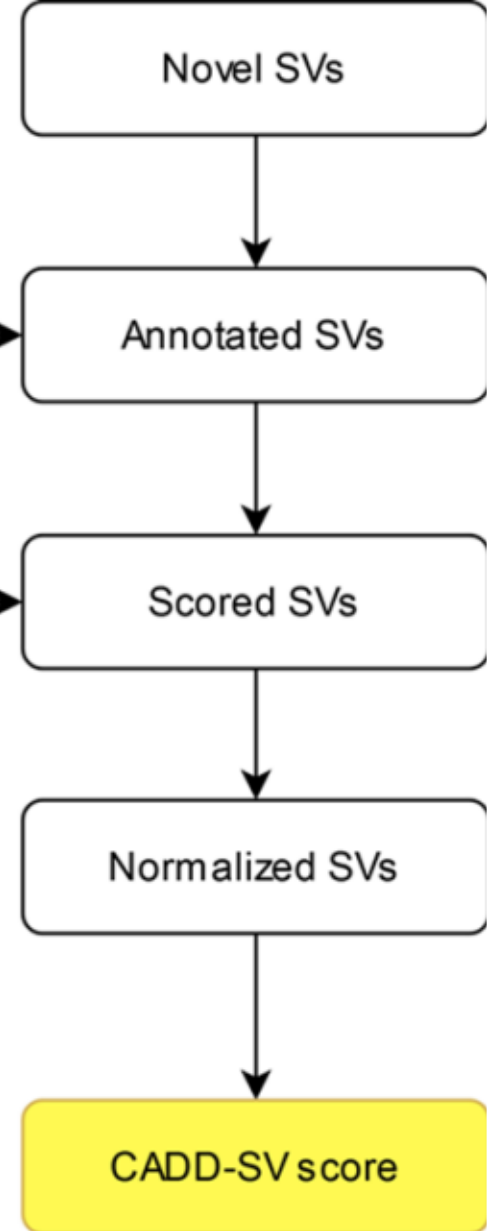 Novel SVs
Annotated SVs
Scored SVs
Normalized SVs
CADD-SV score